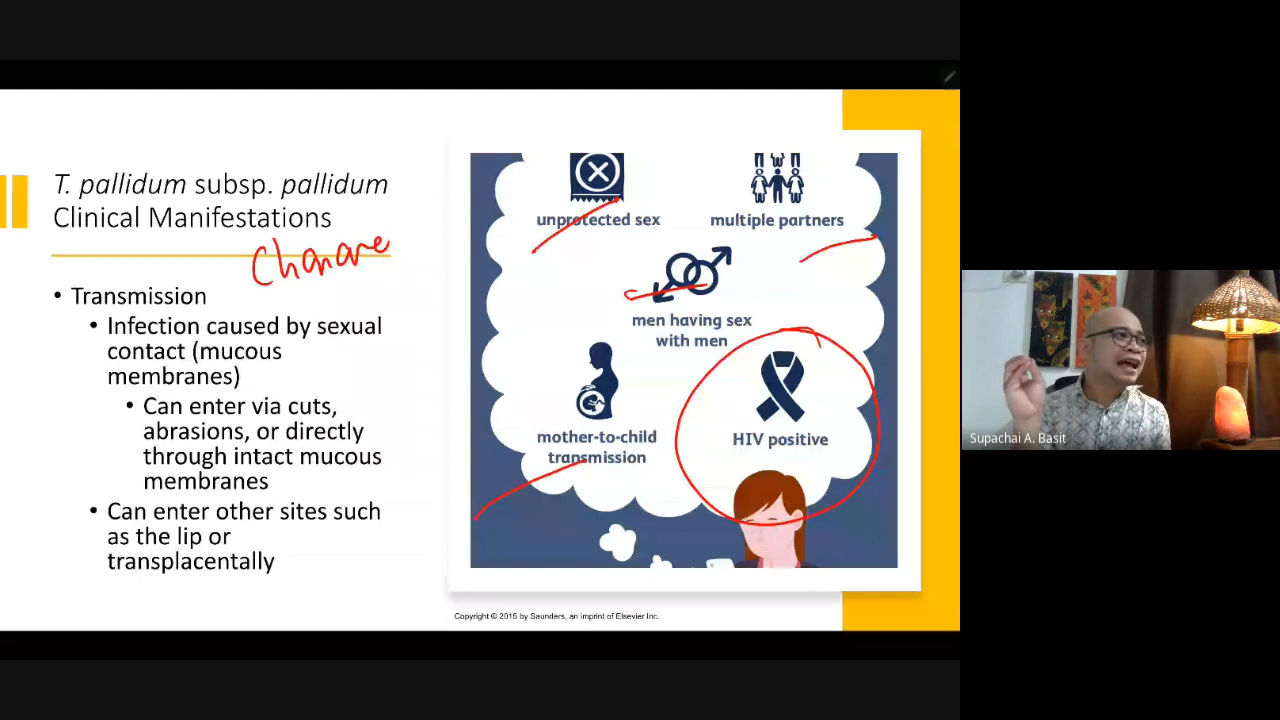 T. pallidum subsp. pallidum
Clinical Manifestations
• Transmission
• Infection caused by sexual
contact (mucous
membranes)
• Can enter via cuts,
abrasions, or directly
through intact mucous
membranes
• Can enter other sites such
as the lip or
transplacentally
unprotected sex
multiple partners
men having sex
with men
mother-to-child
transmission
HIV positive
Copyright © 2015 by Saunders, an imprint of Elsevier Inc.
Supachai A. Basit